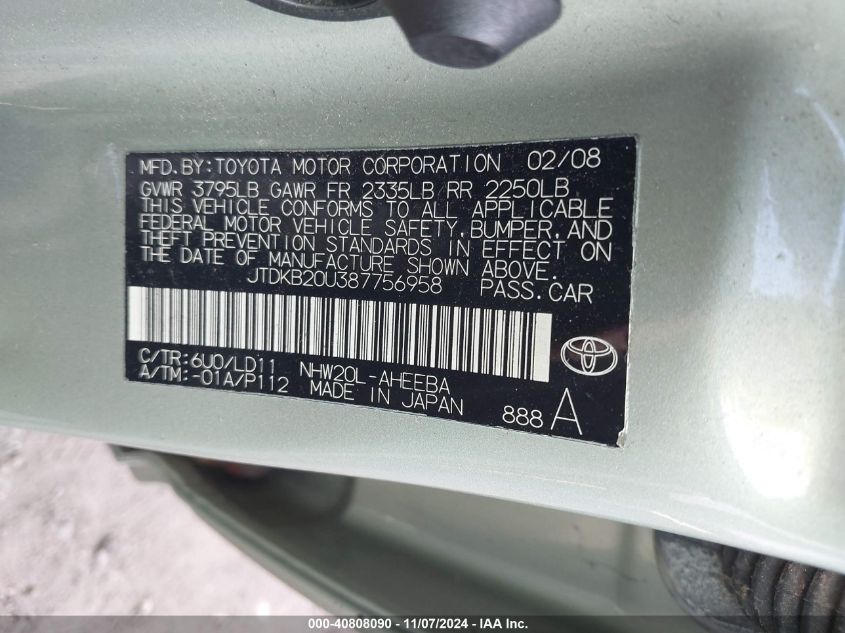 MFD.BY:TOYOTA MOTOR CORPORATION 02/08
GVWR 3795LB GAWR FR 2335LB RR 2250LB
THIS VEHICLE CONFORMS TO ALL APPLICABLE
FEDERAL MOTOR VEHICLE SAFETY,BUMPER,AND
THEFT PREVENTION STANDARDS IN EFFECT ON
THE DATE OF MANUFACTURE SHOWN ABOVE.
JTDKB20U387756958 PASS.CAR
C/TR:6U0/LD11 NHW20L-AHEEBA
A/TM:-01A/P112 MADE IN JAPAN
888 A
000-40808090 - 11/07/2024 - IAA Inc.